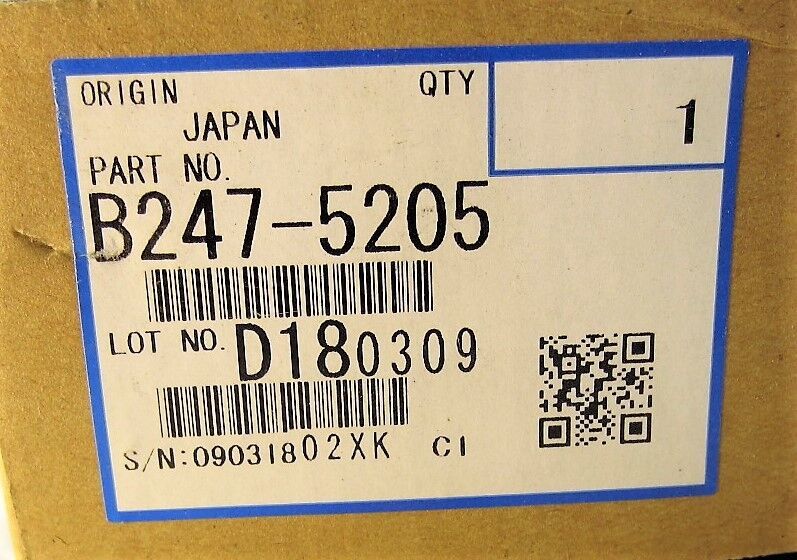 ORIGIN QTY
JAPAN 1
PART NO.
B247-5205
LOT NO. D180309
S/N:09031802XK C1